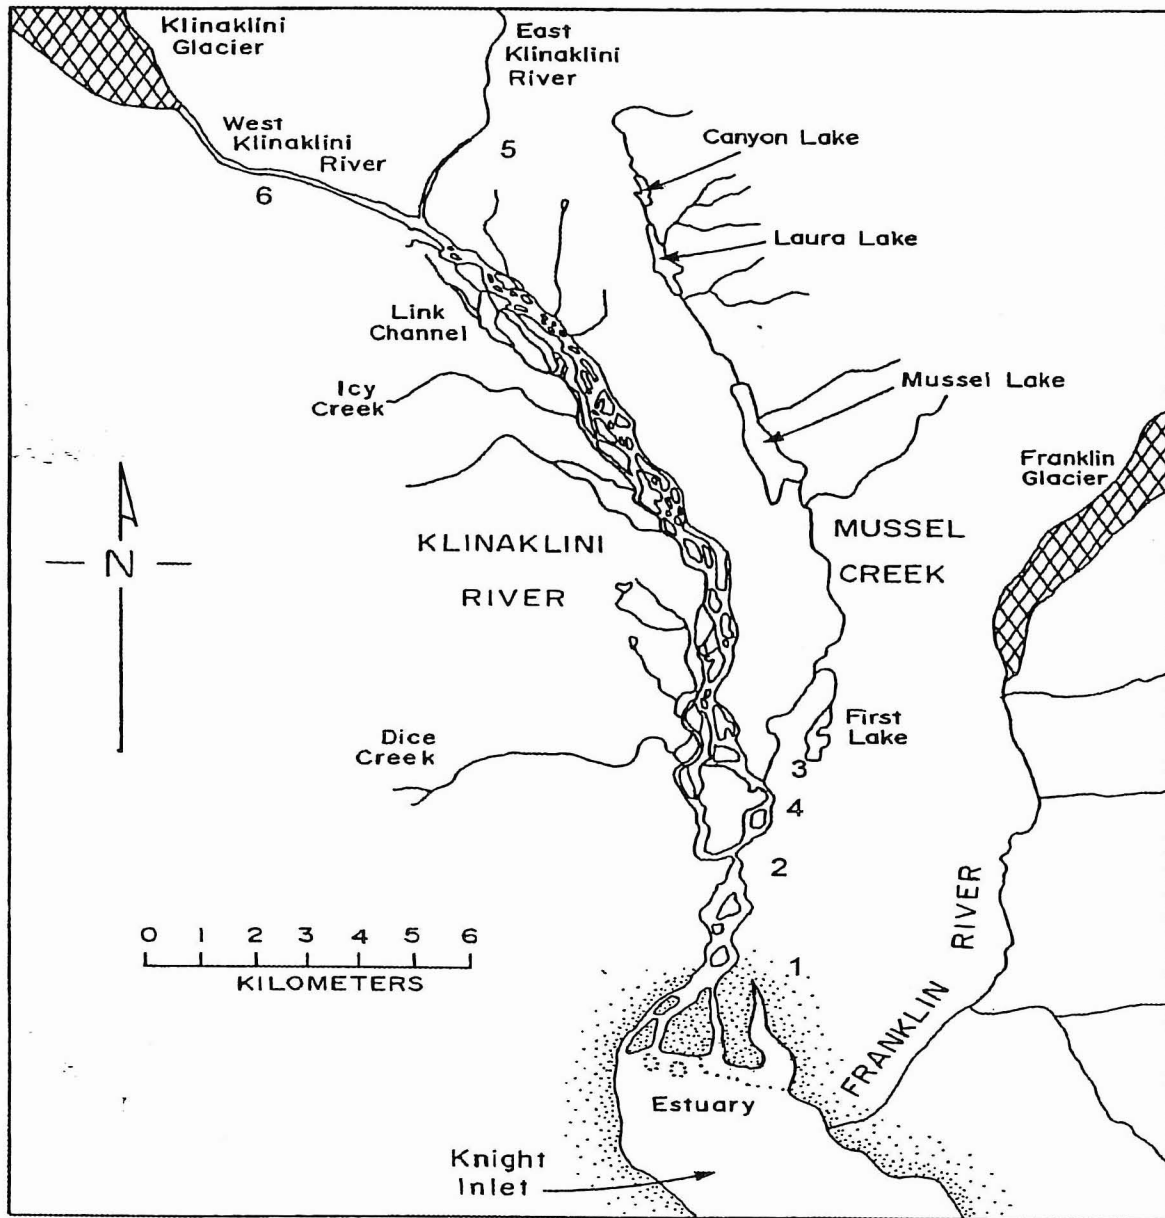 Klinaklini
Glacier
East
Klinaklini
River
West
Klinaklini
River
5
6
Canyon Lake
Laura Lake
Link
Channel
Icy
Creek
Mussel Lake
Franklin
Glacier
N
KLINAKLINI
RIVER
MUSSEL
CREEK
First
Lake
Dice
Creek
3
4
2
1
0 1 2 3 4 5 6
KILOMETERS
FRANKLIN RIVER
Estuary
Knight
Inlet